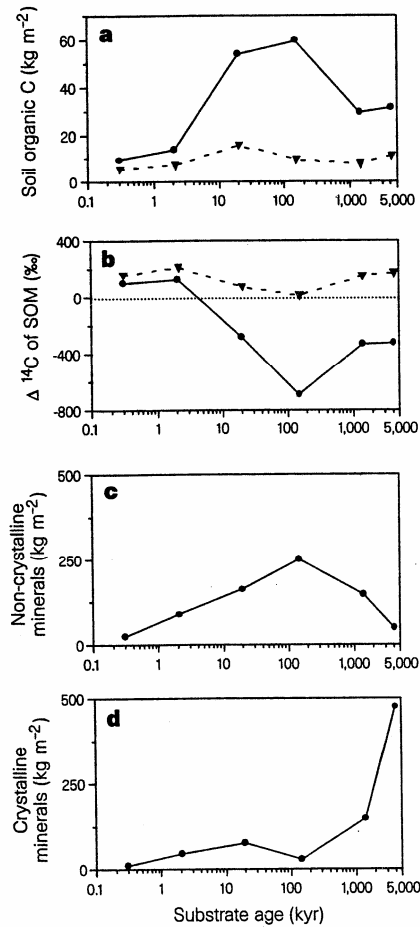 a
Soil organic C (kg m⁻²)
60
40
20
0
0.1 1 10 100 1,000 5,000
b
Δ ¹⁴C of SOM (‰)
400
0
-400
-800
0.1 1 10 100 1,000 5,000
c
Non-crystalline
minerals (kg m⁻²)
500
250
0
0.1 1 10 100 1,000 5,000
d
Crystalline
minerals (kg m⁻²)
500
250
0
0.1 1 10 100 1,000 5,000
Substrate age (kyr)